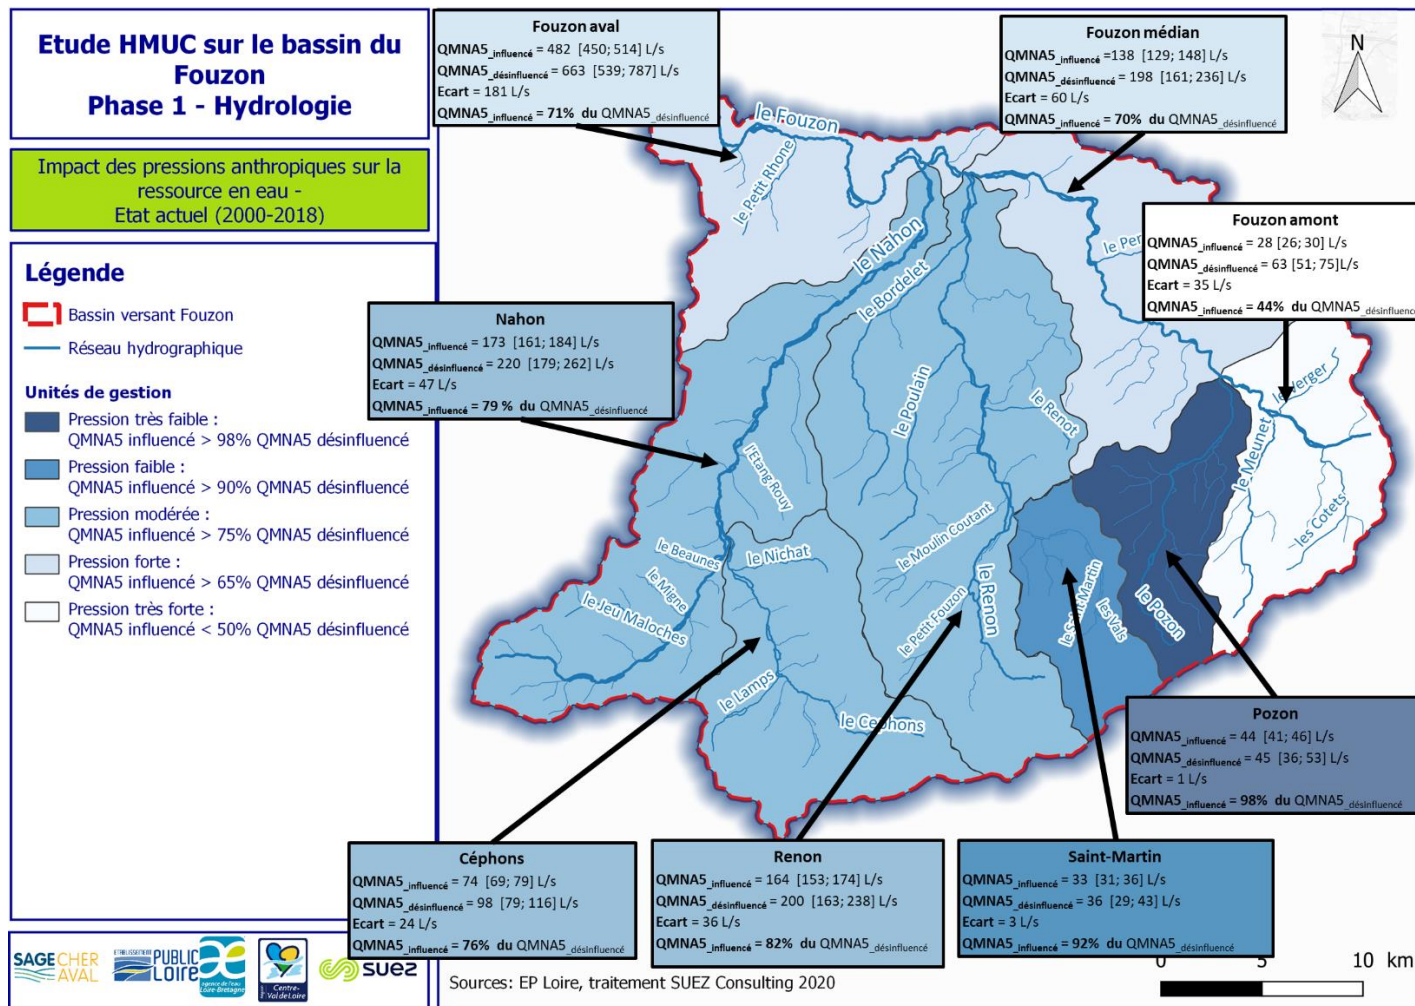 Etude HMUC sur le bassin du
Fouzon
Phase 1 - Hydrologie
Impact des pressions anthropiques sur la
ressource en eau -
Etat actuel (2000-2018)
Légende
Bassin versant Fouzon
Réseau hydrographique
Unités de gestion
Pression très faible :
QMNA5 influencé > 98% QMNA5 désinfluencé
Pression faible :
QMNA5 influencé > 90% QMNA5 désinfluencé
Pression modérée :
QMNA5 influencé > 75% QMNA5 désinfluencé
Pression forte :
QMNA5 influencé > 65% QMNA5 désinfluencé
Pression très forte :
QMNA5 influencé < 50% QMNA5 désinfluencé
Fouzon aval
QMNA5_influencé = 482 [450; 514] L/s
QMNA5_désinfluencé = 663 [539; 787] L/s
Ecart = 181 L/s
QMNA5_influencé = 71% du QMNA5_désinfluencé
Fouzon médian
QMNA5_influencé =138 [129; 148] L/s
QMNA5_désinfluencé = 198 [161; 236] L/s
Ecart = 60 L/s
QMNA5_influencé = 70% du QMNA5_désinfluencé
N
Fouzon amont
QMNA5_influencé = 28 [26; 30] L/s
QMNA5_désinfluencé = 63 [51; 75]L/s
Ecart = 35 L/s
QMNA5_influencé = 44% du QMNA5_désinfluencé
Nahon
QMNA5_influencé = 173 [161; 184] L/s
QMNA5_désinfluencé = 220 [179; 262] L/s
Ecart = 47 L/s
QMNA5_influencé = 79 % du QMNA5_désinfluencé
le Fouzon
le Petit Rhone
le Nahon
le Bordelet
le Poulain
le Renot
le Meunet
les Cotets
l'Etang Rouy
le Moulin Coutant
le Beaunes
le Nichat
le Migne
le Jeu Maloches
le Petit Fouzon
le Renon
le Saint Martin
les Vals
le Pozon
le Lamps
le Cephons
Pozon
QMNA5_influencé = 44 [41; 46] L/s
QMNA5_désinfluencé = 45 [36; 53] L/s
Ecart = 1 L/s
QMNA5_influencé = 98% du QMNA5_désinfluencé
Céphons
QMNA5_influencé = 74 [69; 79] L/s
QMNA5_désinfluencé = 98 [79; 116] L/s
Ecart = 24 L/s
QMNA5_influencé = 76% du QMNA5_désinfluencé
Renon
QMNA5_influencé = 164 [153; 174] L/s
QMNA5_désinfluencé = 200 [163; 238] L/s
Ecart = 36 L/s
QMNA5_influencé = 82% du QMNA5_désinfluencé
Saint-Martin
QMNA5_influencé = 33 [31; 36] L/s
QMNA5_désinfluencé = 36 [29; 43] L/s
Ecart = 3 L/s
QMNA5_influencé = 92% du QMNA5_désinfluencé
SAGE CHER
AVAL
ETABLISSEMENT
PUBLIC
LOIRE
agence de l'eau
Loire-Bretagne
Centre-
Val de Loire
suez
Sources: EP Loire, traitement SUEZ Consulting 2020
0 5 10 km